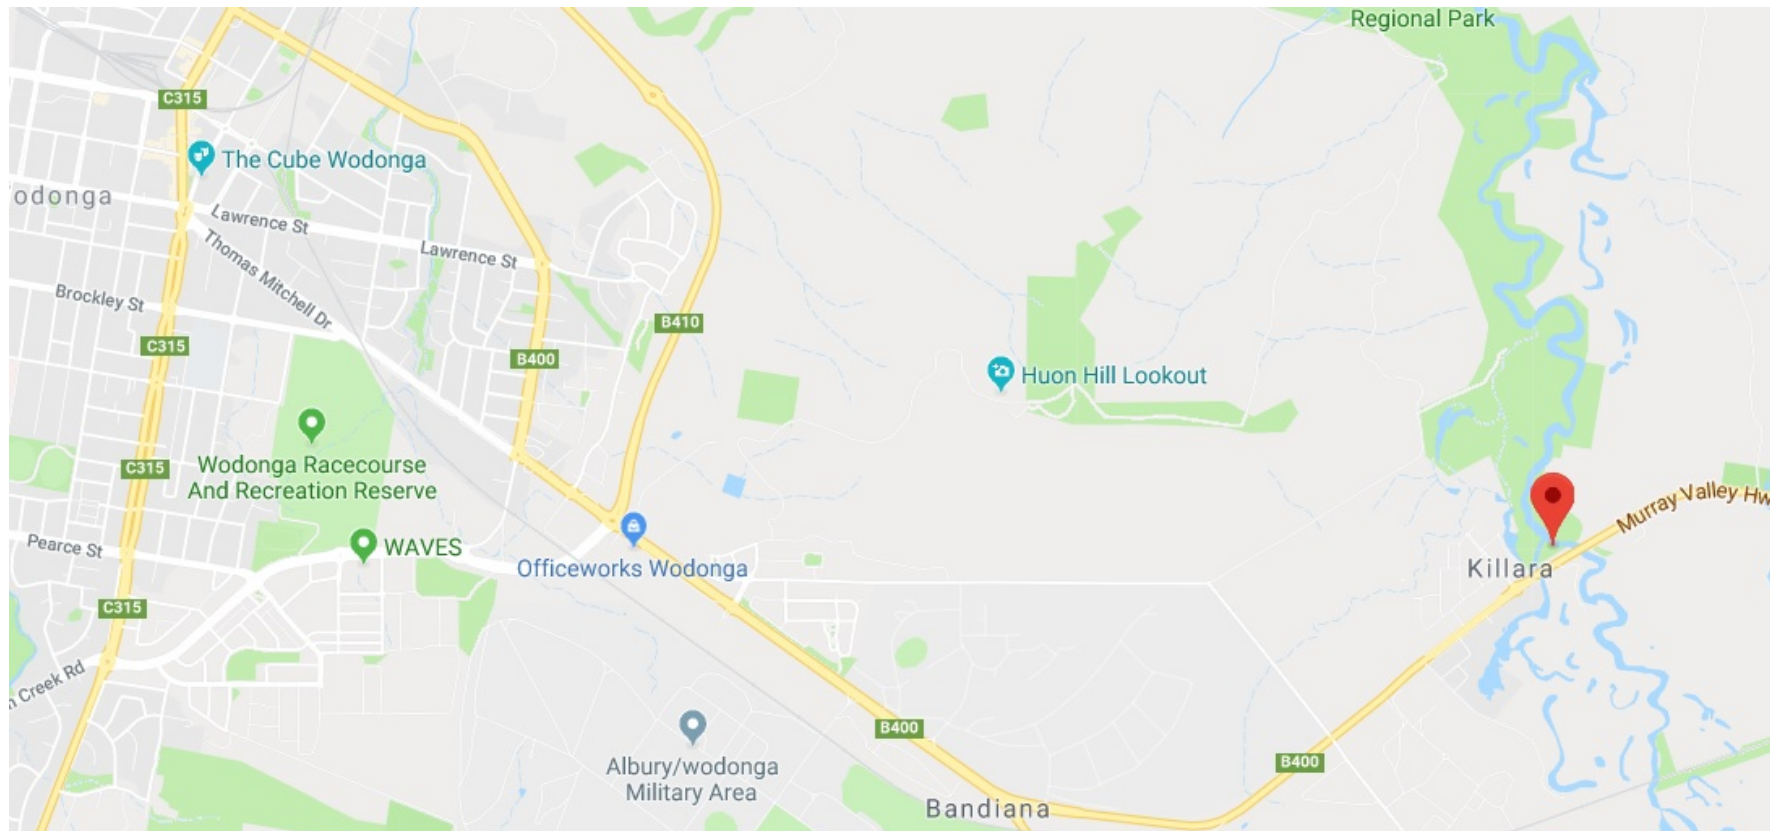 Regional Park
C315
The Cube Wodonga
odonga
Lawrence St
Lawrence St
Thomas Mitchell Dr
Brockley St
B410
C315
B400
Huon Hill Lookout
C315
Wodonga Racecourse
And Recreation Reserve
Murray Valley Hw
Pearce St
WAVES
Officeworks Wodonga
Killara
C315
Creek Rd
B400
B400
Albury/wodonga
Military Area
Bandiana